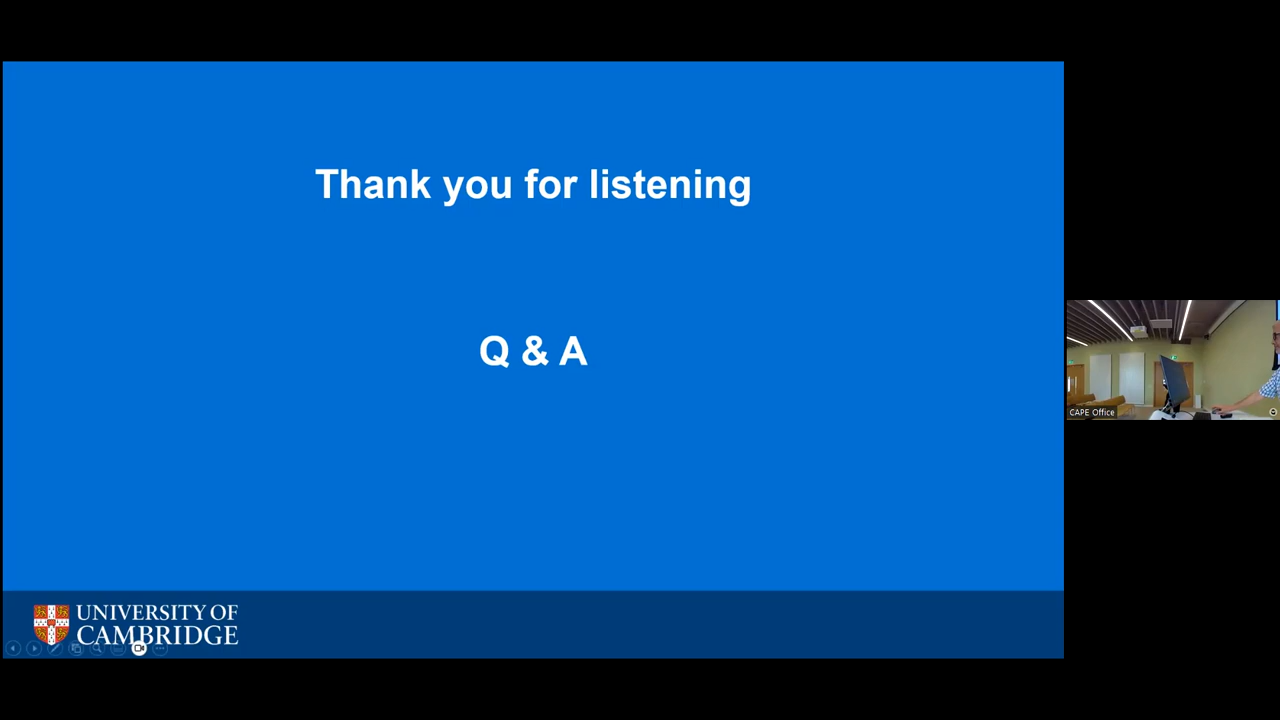 Thank you for listening
Q & A
UNIVERSITY OF
CAMBRIDGE
CAPE Office